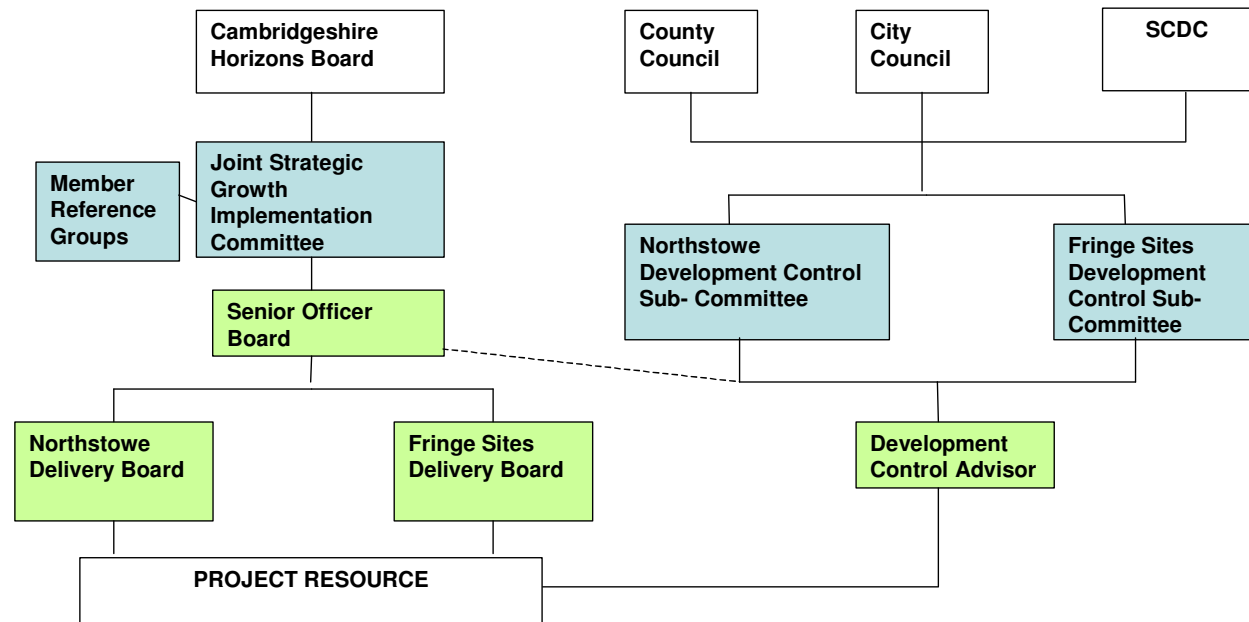 Cambridgeshire
Horizons Board
County
Council
City
Council
SCDC
Member
Reference
Groups
Joint Strategic
Growth
Implementation
Committee
Northstowe
Development Control
Sub- Committee
Fringe Sites
Development
Control Sub-
Committee
Senior Officer
Board
Northstowe
Delivery Board
Fringe Sites
Delivery Board
Development
Control Advisor
PROJECT RESOURCE